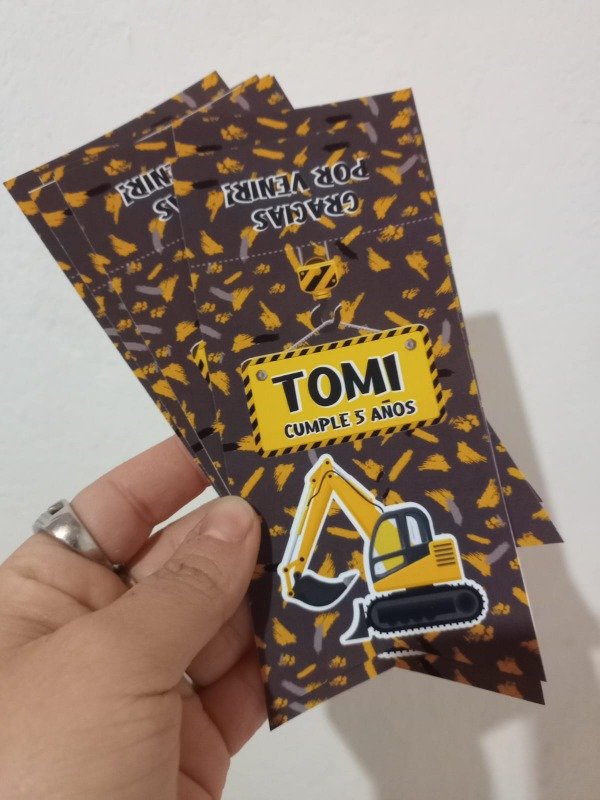 GRACIAS
POR VENIR!
TOMI
CUMPLE 5 AÑOS